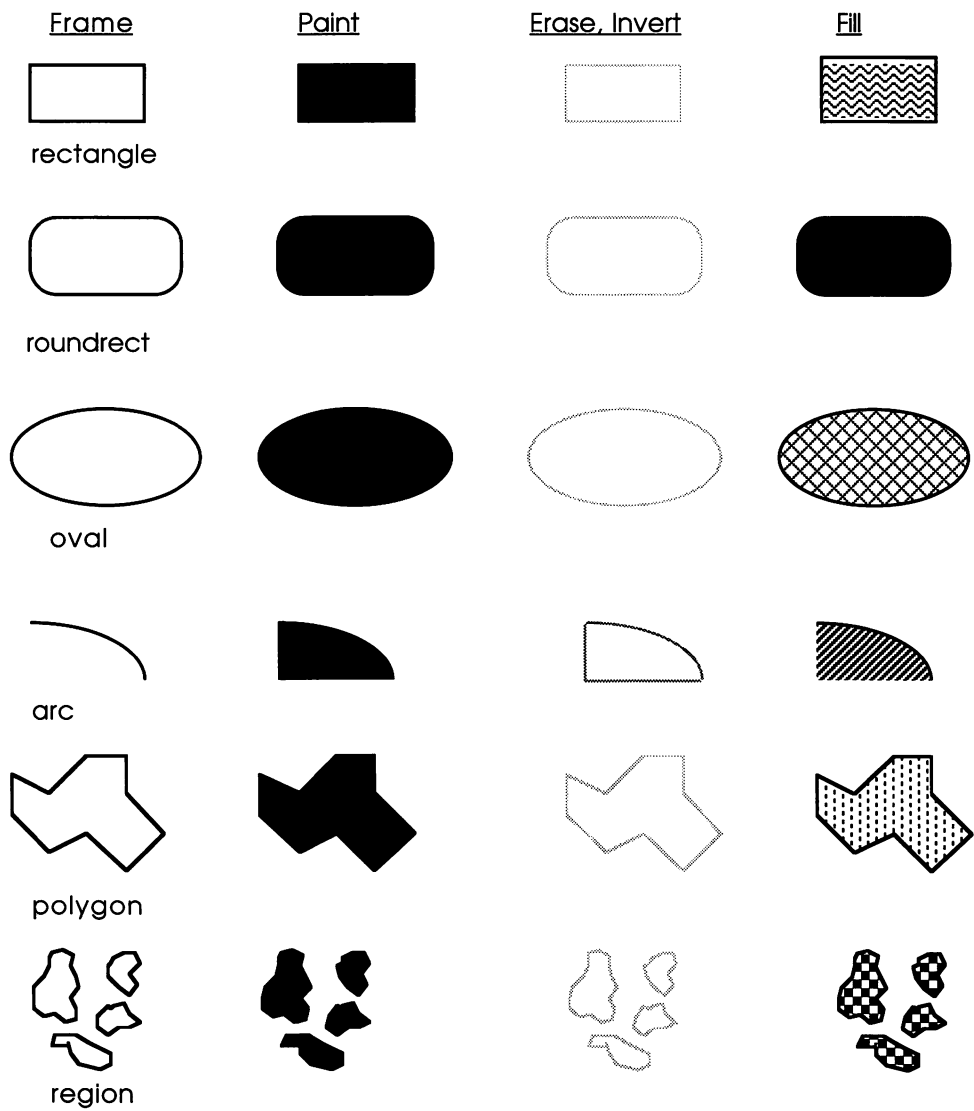 Frame Paint Erase, Invert Fill
rectangle
roundrect
oval
arc
polygon
region